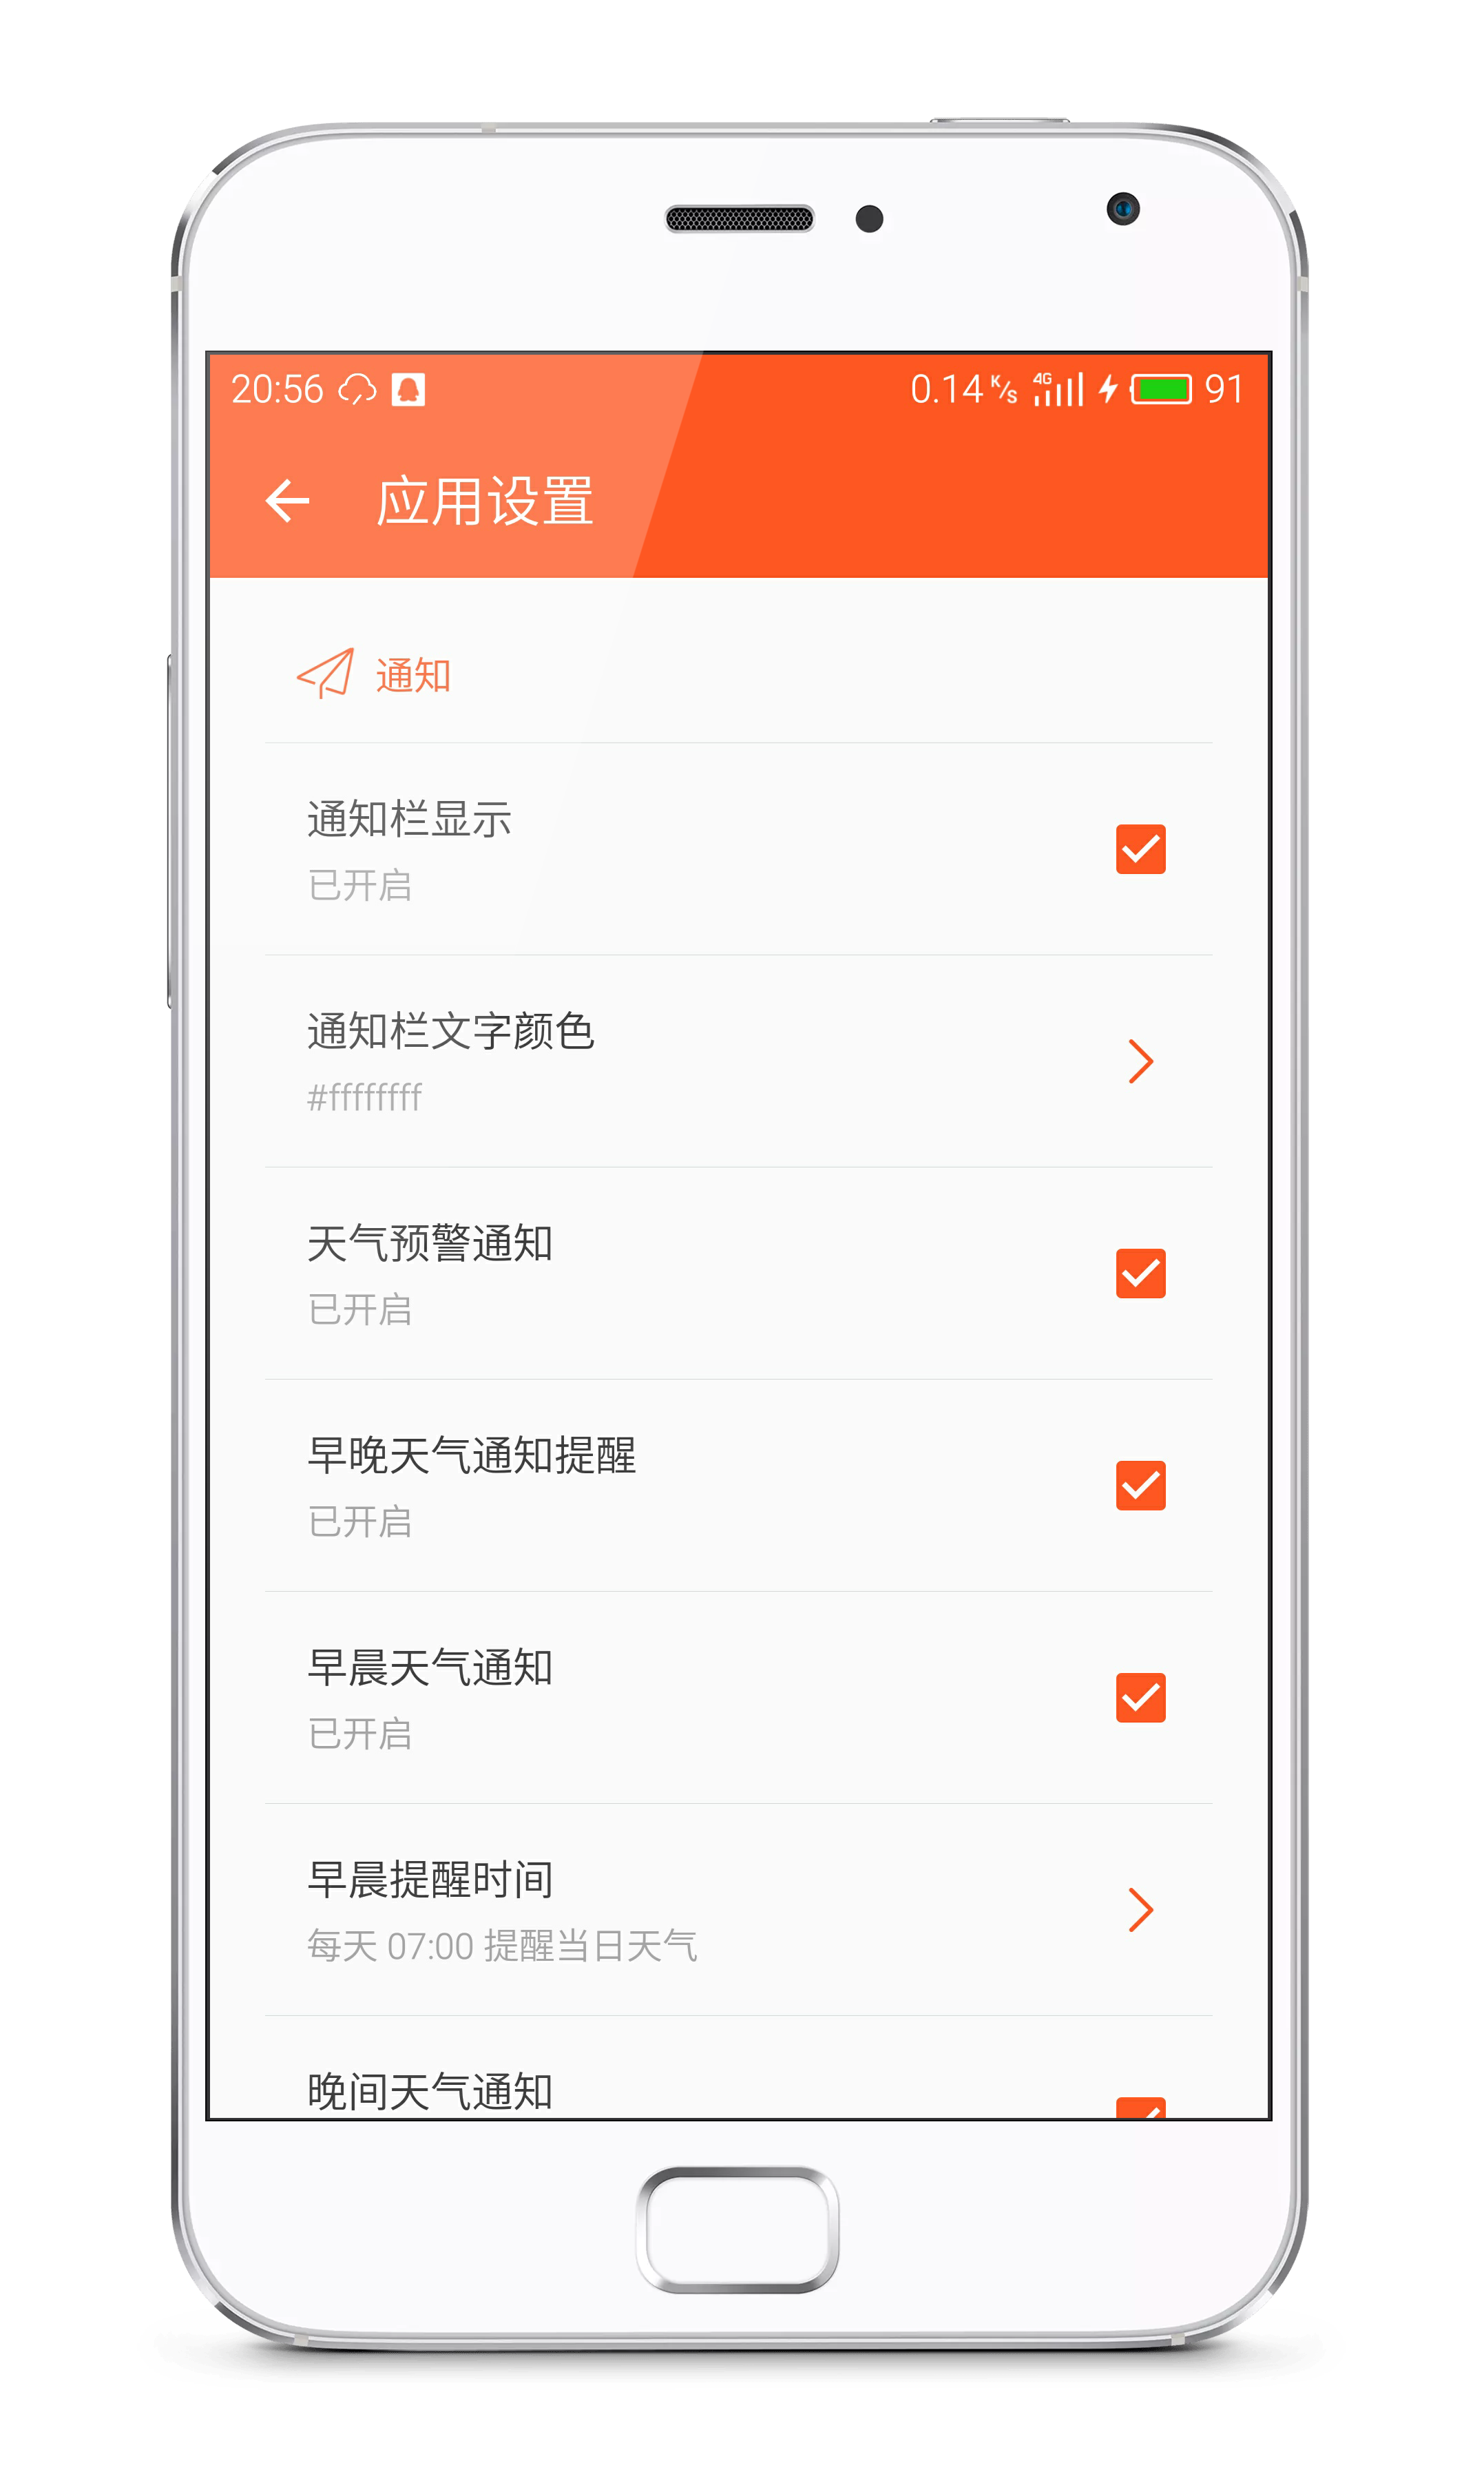 20:56 0.14 K/s 4G 91
应用设置
通知
通知栏显示
已开启
通知栏文字颜色
#ffffffff
天气预警通知
已开启
早晚天气通知提醒
已开启
早晨天气通知
已开启
早晨提醒时间
每天 07:00 提醒当日天气
晚间天气通知